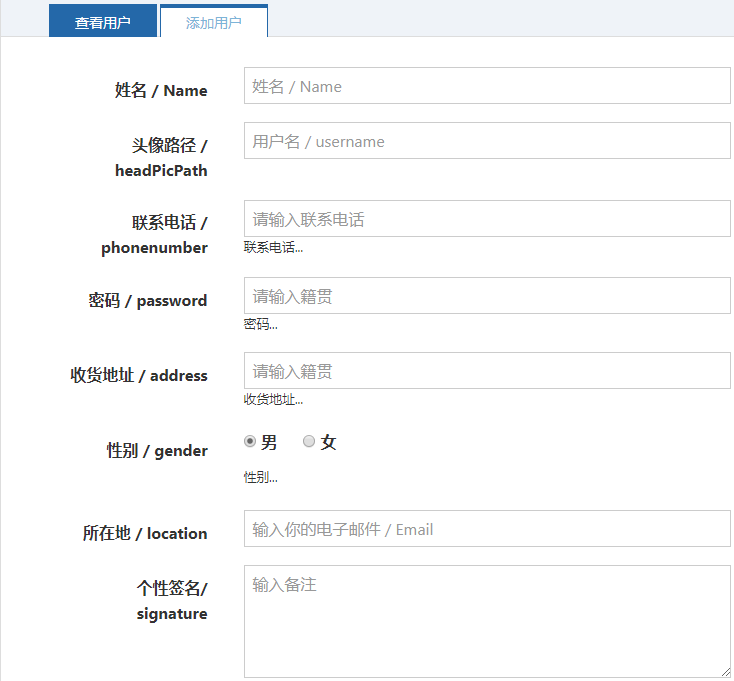 查看用户 添加用户
姓名 / Name 姓名 / Name
头像路径 / 用户名 / username
headPicPath
联系电话 / 请输入联系电话
phonenumber 联系电话...
密码 / password 请输入籍贯
密码...
收货地址 / address 请输入籍贯
收货地址...
性别 / gender 男 女
性别...
所在地 / location 输入你的电子邮件 / Email
个性签名/ 输入备注
signature